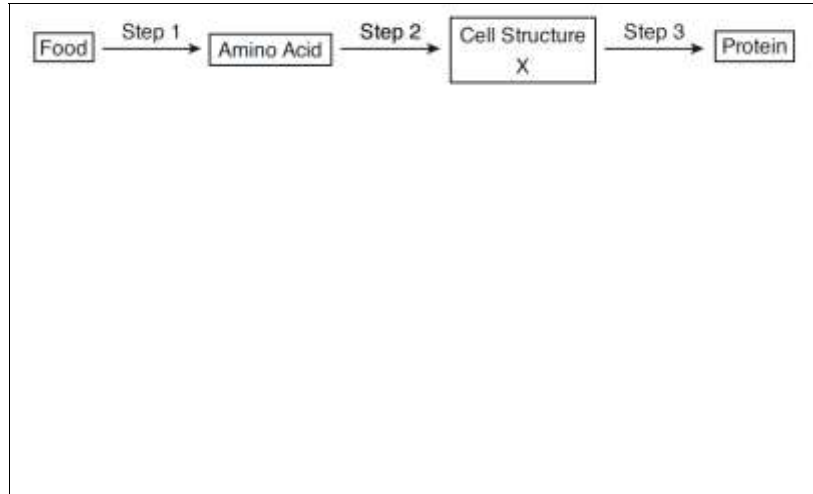 Food
Step 1
Amino Acid
Step 2
Cell Structure
X
Step 3
Protein